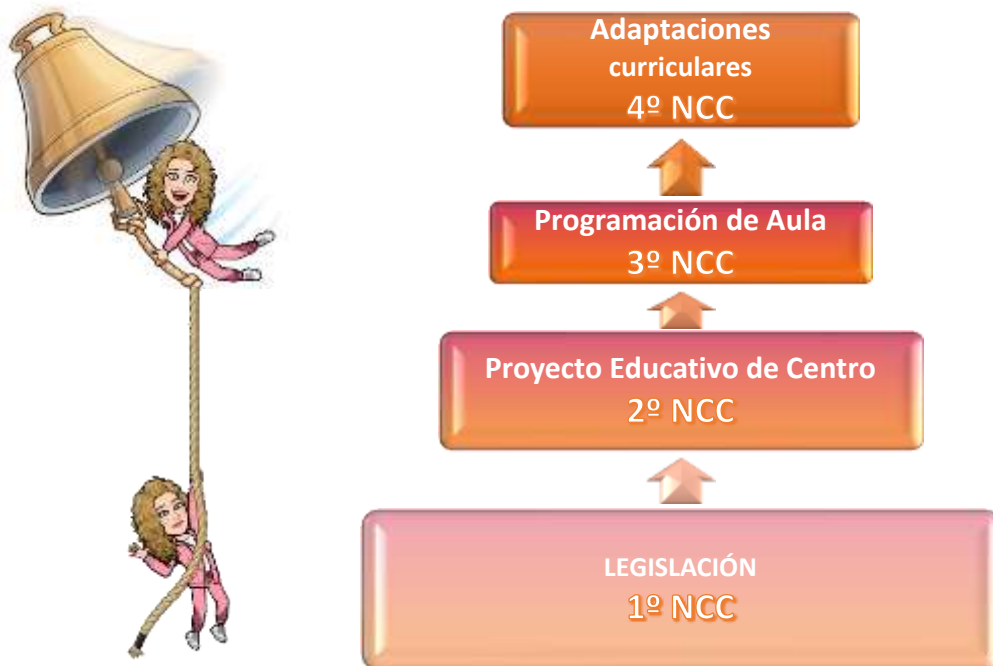 Adaptaciones
curriculares
4º NCC
Programación de Aula
3º NCC
Proyecto Educativo de Centro
2º NCC
LEGISLACIÓN
1º NCC